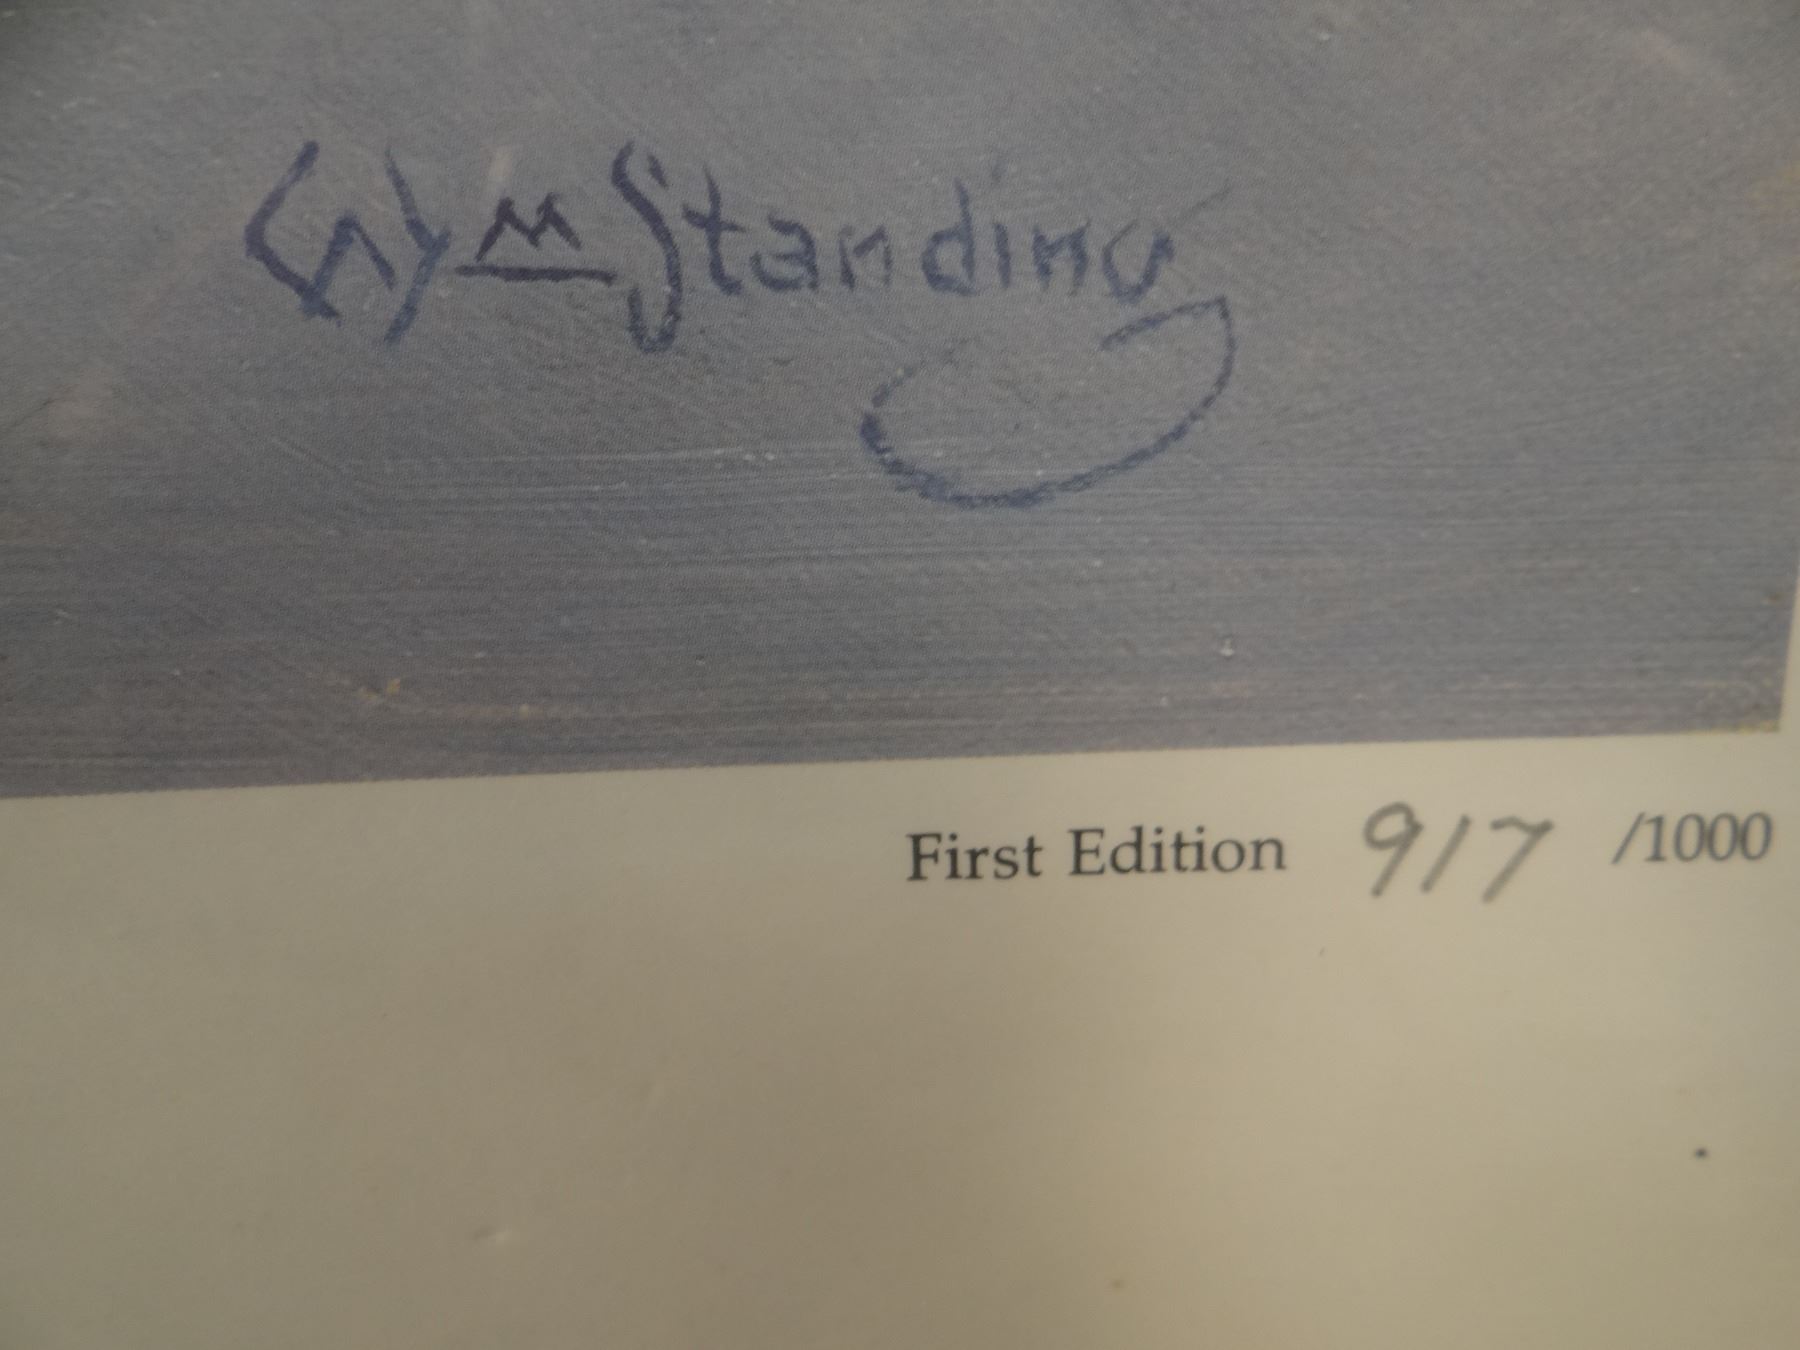 Wm Standing
First Edition 917 /1000